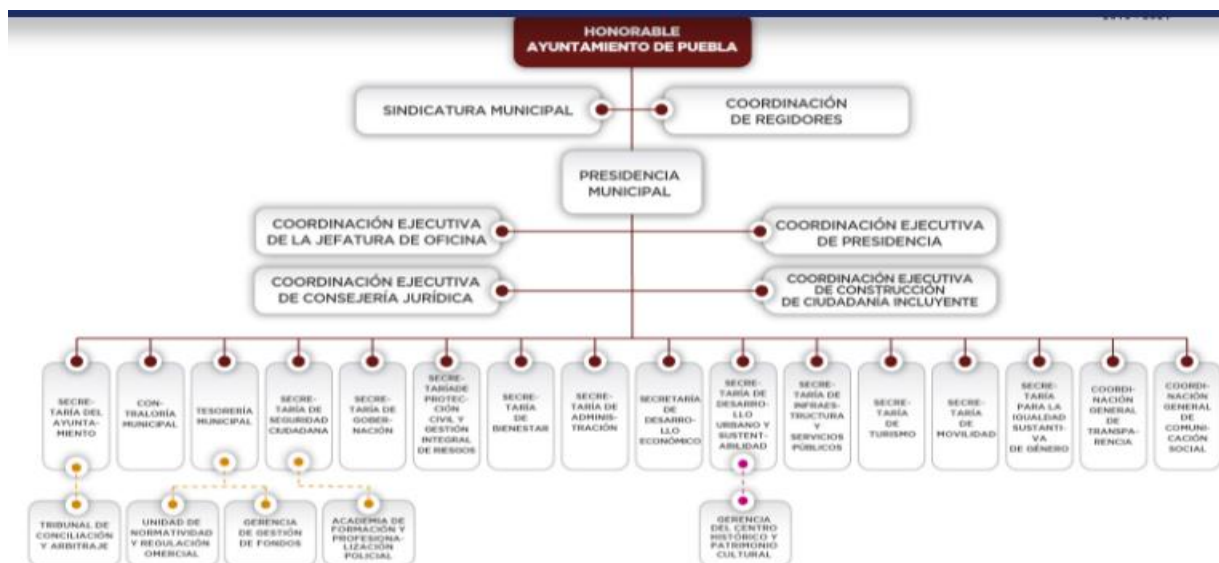 HONORABLE
AYUNTAMIENTO DE PUEBLA
SINDICATURA MUNICIPAL
COORDINACIÓN
DE REGIDORES
PRESIDENCIA
MUNICIPAL
COORDINACIÓN EJECUTIVA
DE LA JEFATURA DE OFICINA
COORDINACIÓN EJECUTIVA
DE PRESIDENCIA
COORDINACIÓN EJECUTIVA
DE CONSEJERÍA JURÍDICA
COORDINACIÓN EJECUTIVA
DE CONSTRUCCIÓN
DE CIUDADANÍA INCLUYENTE
SECRE-
TARÍA DEL
AYUNTA-
MIENTO
CON-
TRALORÍA
MUNICIPAL
TESORERÍA
MUNICIPAL
SECRE-
TARÍA DE
SEGURIDAD
CIUDADANA
SECRE-
TARÍA DE
GOBER-
NACIÓN
SECRE-
TARÍADE
PROTEC-
CIÓN
CIVIL Y
GESTIÓN
INTEGRAL
DE RIESGOS
SECRE-
TARÍA
DE
BIENESTAR
SECRE-
TARÍA DE
ADMINIS-
TRACIÓN
SECRETARÍA
DE
DESARRO-
LLO
ECONÓMICO
SECRE-
TARÍA DE
DESARRO-
LLO
URBANO Y
SUSTENT-
ABILIDAD
SECRE-
TARÍA DE
INFRAES-
TRUCTURA
Y
SERVICIOS
PÚBLICOS
SECRE-
TARÍA
DE
TURISMO
SECRE-
TARÍA
DE
MOVILIDAD
SECRE-
TARÍA
PARA LA
IGUALDAD
SUSTANTI-
VA
DE GÉNERO
COORDI-
NACIÓN
GENERAL
DE
TRANSPA-
RENCIA
COORDI-
NACIÓN
GENERAL
DE
COMUNI-
CACIÓN
SOCIAL
TRIBUNAL DE
CONCILIACIÓN
Y ARBITRAJE
UNIDAD DE
NORMATIVIDAD
Y REGULACIÓN
OMERCIAL
GERENCIA
DE GESTIÓN
DE FONDOS
ACADEMIA DE
FORMACIÓN Y
PROFESIONA-
LIZACIÓN
POLICIAL
GERENCIA
DEL CENTRO
HISTÓRICO Y
PATRIMONIO
CULTURAL